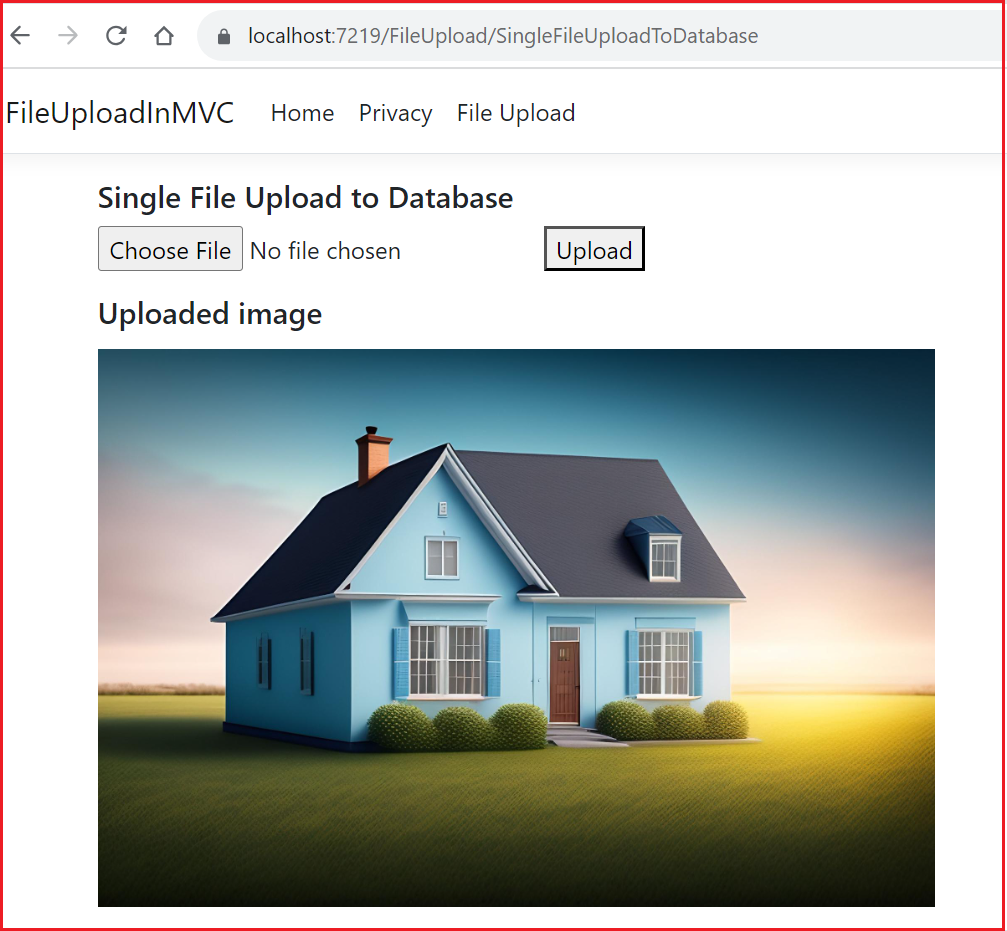 localhost:7219/FileUpload/SingleFileUploadToDatabase
FileUploadInMVC Home Privacy File Upload
Single File Upload to Database
Choose File No file chosen Upload
Uploaded image